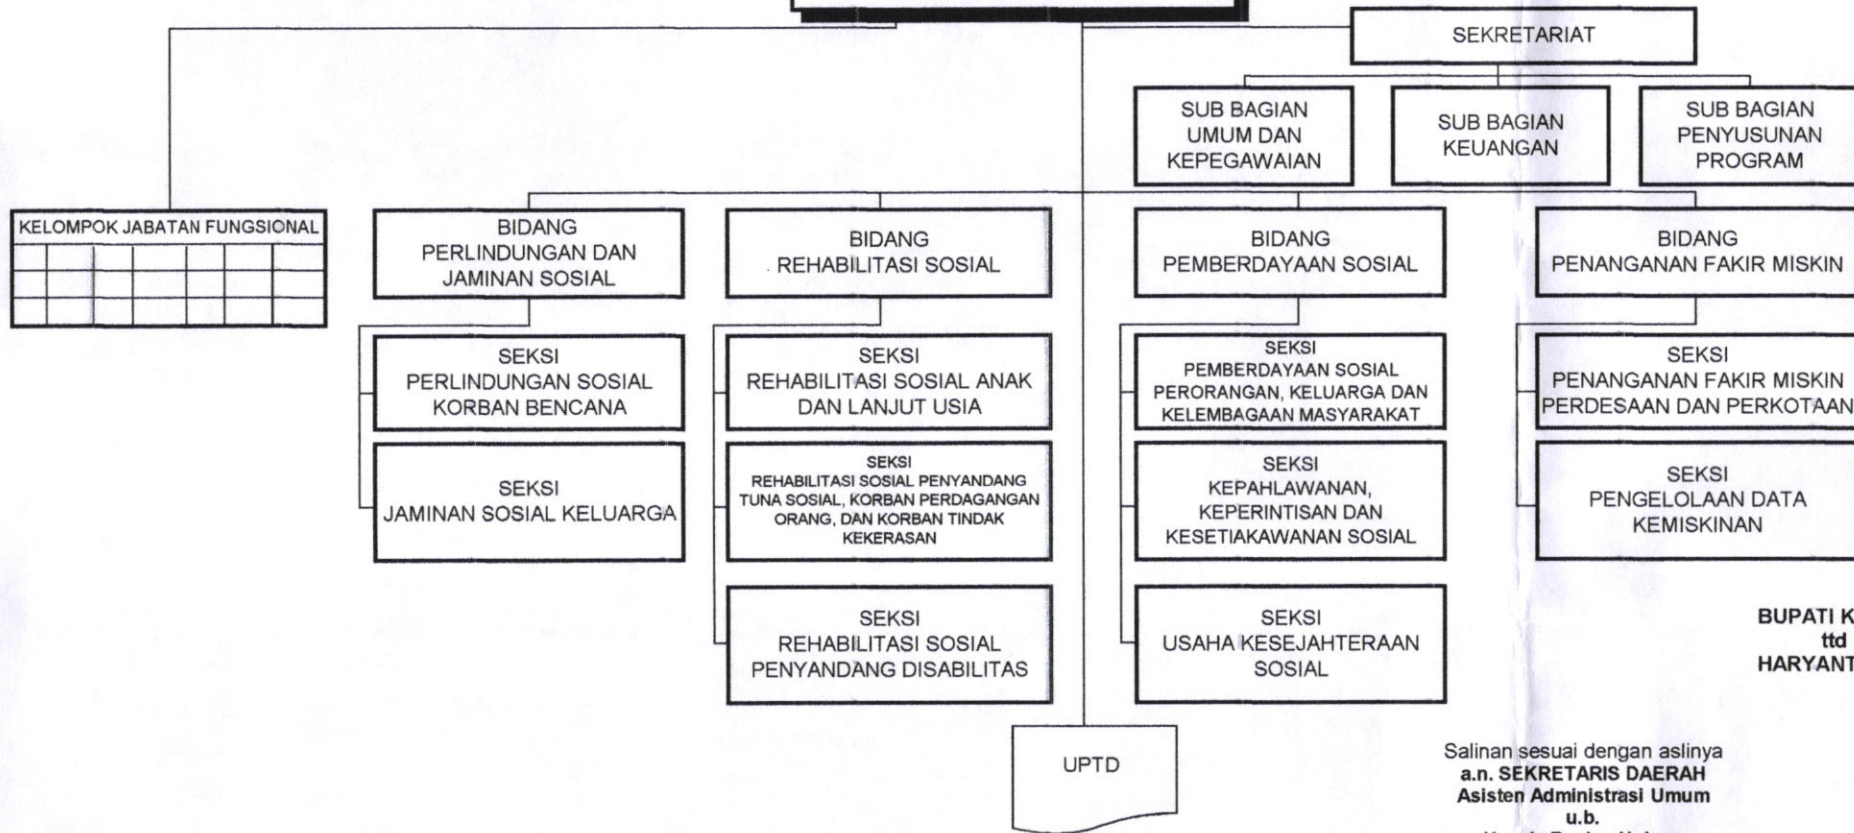 SEKRETARIAT
SUB BAGIAN
UMUM DAN
KEPEGAWAIAN
SUB BAGIAN
KEUANGAN
SUB BAGIAN
PENYUSUNAN
PROGRAM
KELOMPOK JABATAN FUNGSIONAL
BIDANG
PERLINDUNGAN DAN
JAMINAN SOSIAL
BIDANG
REHABILITASI SOSIAL
BIDANG
PEMBERDAYAAN SOSIAL
BIDANG
PENANGANAN FAKIR MISKIN
SEKSI
PERLINDUNGAN SOSIAL
KORBAN BENCANA
SEKSI
REHABILITASI SOSIAL ANAK
DAN LANJUT USIA
SEKSI
PEMBERDAYAAN SOSIAL
PERORANGAN, KELUARGA DAN
KELEMBAGAAN MASYARAKAT
SEKSI
PENANGANAN FAKIR MISKIN
PERDESAAN DAN PERKOTAAN
SEKSI
JAMINAN SOSIAL KELUARGA
SEKSI
REHABILITASI SOSIAL PENYANDANG
TUNA SOSIAL, KORBAN PERDAGANGAN
ORANG, DAN KORBAN TINDAK
KEKERASAN
SEKSI
KEPAHLAWANAN,
KEPERINTISAN DAN
KESETIAKAWANAN SOSIAL
SEKSI
PENGELOLAAN DATA
KEMISKINAN
SEKSI
REHABILITASI SOSIAL
PENYANDANG DISABILITAS
SEKSI
USAHA KESEJAHTERAAN
SOSIAL
BUPATI K
ttd
HARYANT
UPTD
Salinan sesuai dengan aslinya
a.n. SEKRETARIS DAERAH
Asisten Administrasi Umum
u.b.